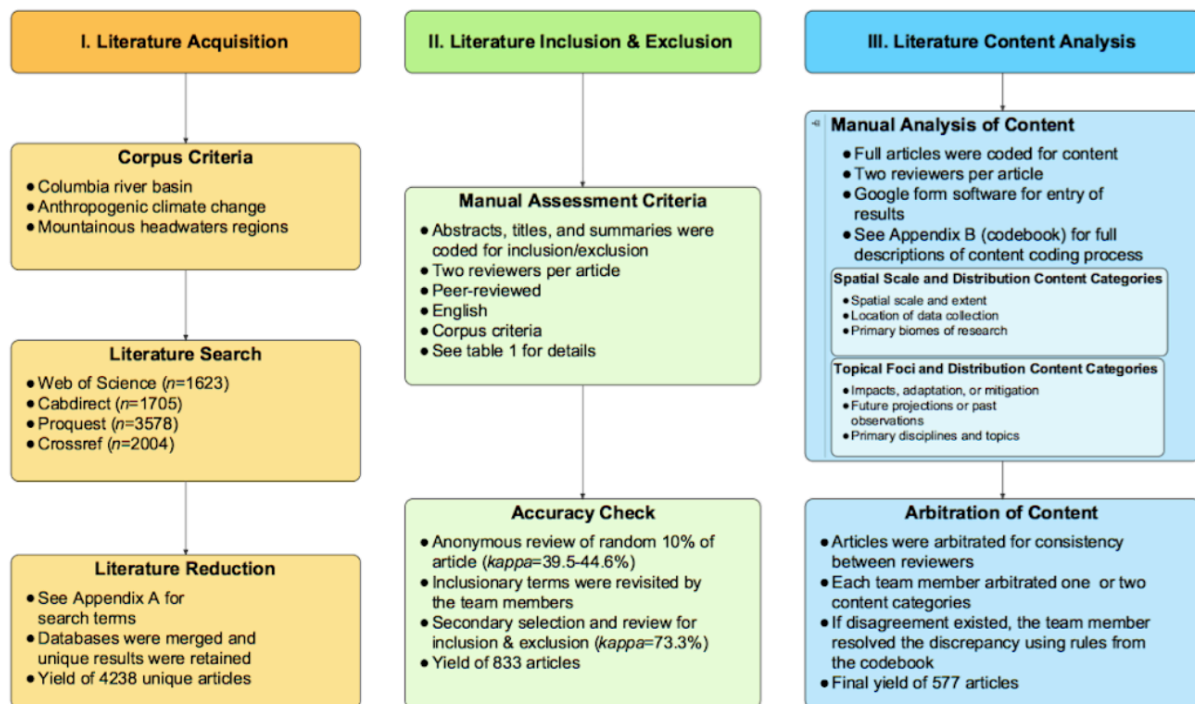 I. Literature Acquisition
Corpus Criteria
• Columbia river basin
• Anthropogenic climate change
• Mountainous headwaters regions
Literature Search
• Web of Science (n=1623)
• Cabdirect (n=1705)
• Proquest (n=3578)
• Crossref (n=2004)
Literature Reduction
• See Appendix A for
search terms
• Databases were merged and
unique results were retained
• Yield of 4238 unique articles
II. Literature Inclusion & Exclusion
Manual Assessment Criteria
• Abstracts, titles, and summaries were
coded for inclusion/exclusion
• Two reviewers per article
• Peer-reviewed
• English
• Corpus criteria
• See table 1 for details
Accuracy Check
• Anonymous review of random 10% of
article (kappa=39.5-44.6%)
• Inclusionary terms were revisited by
the team members
• Secondary selection and review for
inclusion & exclusion (kappa=73.3%)
• Yield of 833 articles
III. Literature Content Analysis
Manual Analysis of Content
• Full articles were coded for content
• Two reviewers per article
• Google form software for entry of
results
• See Appendix B (codebook) for full
descriptions of content coding process
Spatial Scale and Distribution Content Categories
• Spatial scale and extent
• Location of data collection
• Primary biomes of research
Topical Foci and Distribution Content Categories
• Impacts, adaptation, or mitigation
• Future projections or past
observations
• Primary disciplines and topics
Arbitration of Content
• Articles were arbitrated for consistency
between reviewers
• Each team member arbitrated one or two
content categories
• If disagreement existed, the team member
resolved the discrepancy using rules from
the codebook
• Final yield of 577 articles